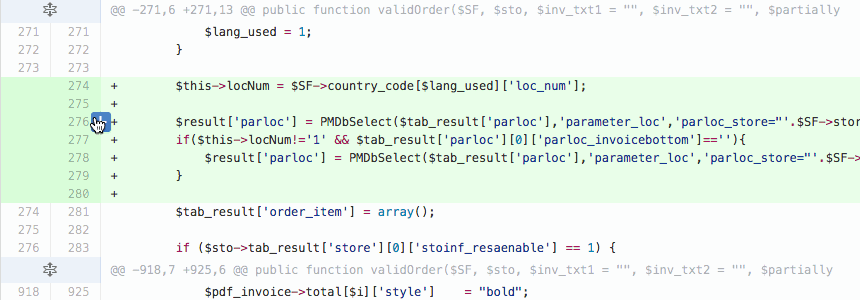 @@ -271,6 +271,13 @@ public function validOrder($SF, $sto, $inv_txt1 = "", $inv_txt2 = "", $partially
271 271 $lang_used = 1;
272 272 }
273 273
274 + $this->locNum = $SF->country_code[$lang_used]['loc_num'];
275 +
276 + $result['parloc'] = PMDbSelect($tab_result['parloc'],'parameter_loc','parloc_store="'.$SF->stor
277 + if($this->locNum!='1' && $tab_result['parloc'][0]['parloc_invoicebottom']==''){
278 + $result['parloc'] = PMDbSelect($tab_result['parloc'],'parameter_loc','parloc_store="'.$SF->
279 + }
280 +
274 281 $tab_result['order_item'] = array();
275 282
276 283 if ($sto->tab_result['store'][0]['stoinf_resaenable'] == 1) {
@@ -918,7 +925,6 @@ public function validOrder($SF, $sto, $inv_txt1 = "", $inv_txt2 = "", $partially
918 925 $pdf_invoice->total[$i]['style'] = "bold";